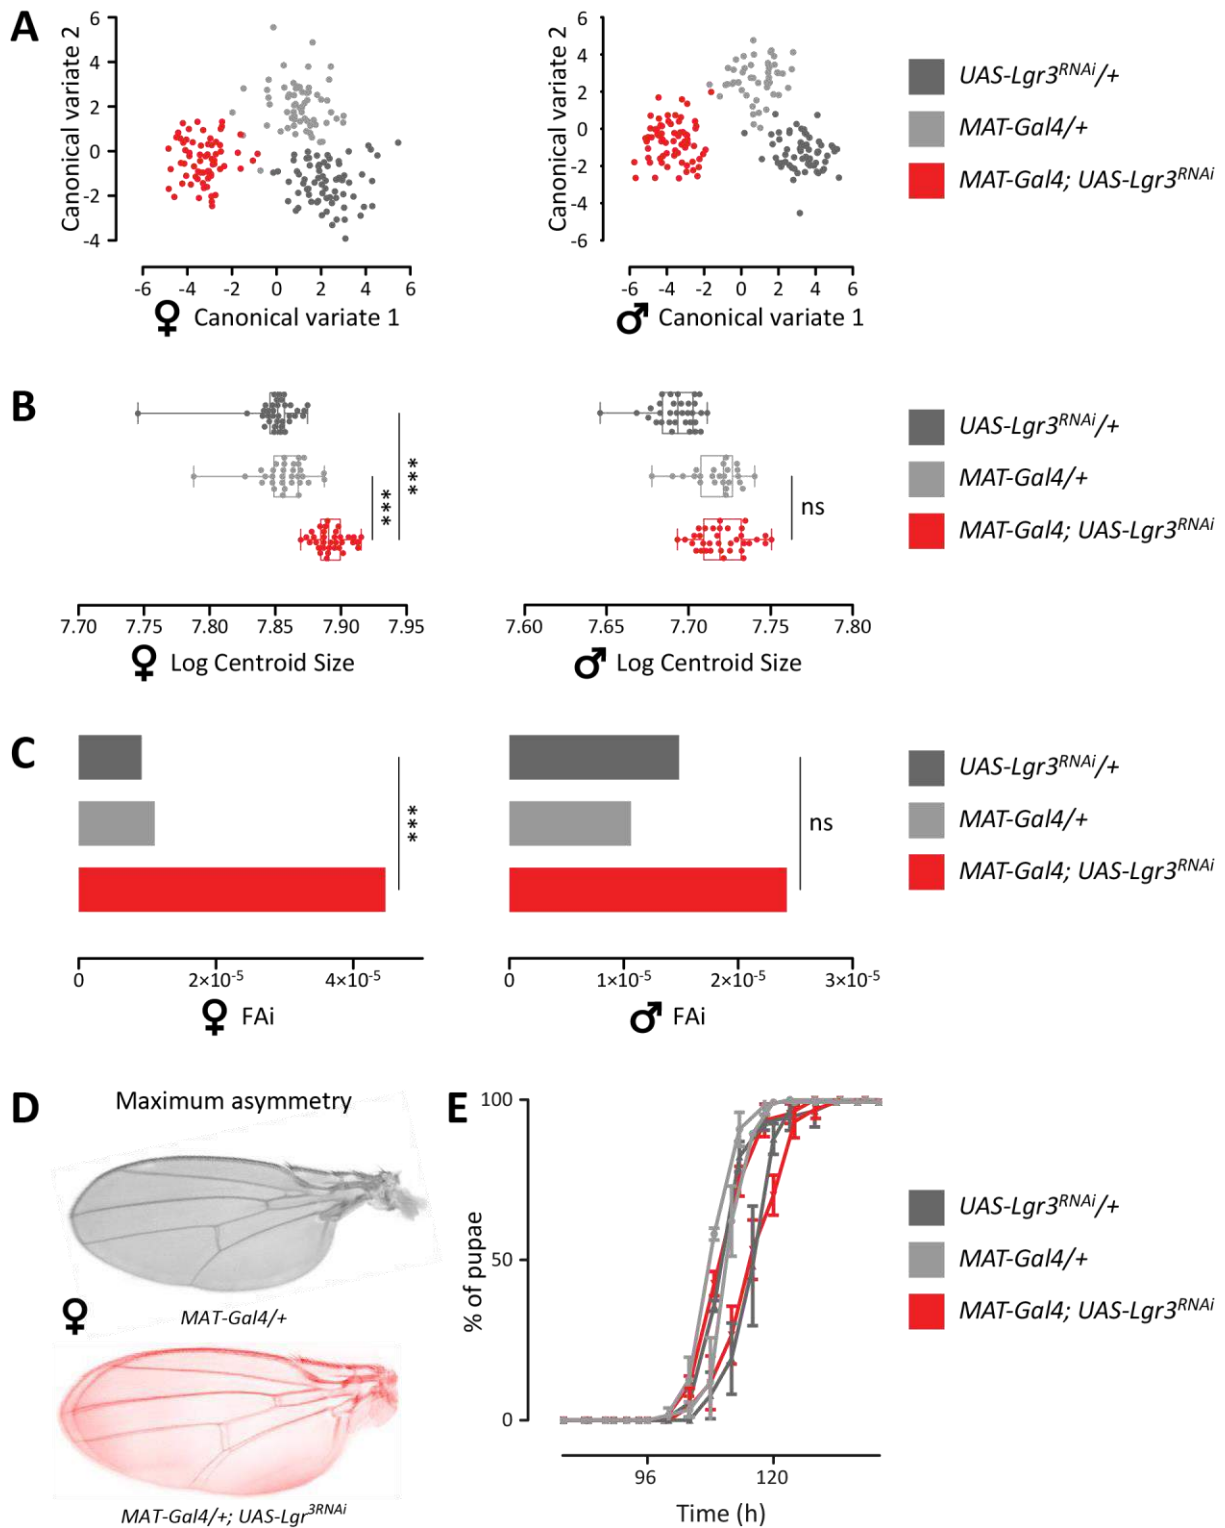 A
Canonical variate 2
6
4
2
0
-2
-4
-6 -4 -2 0 2 4 6
♀ Canonical variate 1
Canonical variate 2
6
4
2
0
-2
-4
-6
-6 -4 -2 0 2 4 6
♂ Canonical variate 1
UAS-Lgr3RNAi/+
MAT-Gal4/+
MAT-Gal4; UAS-Lgr3RNAi
B
***
***
7.70 7.75 7.80 7.85 7.90 7.95
♀ Log Centroid Size
ns
7.60 7.65 7.70 7.75 7.80
♂ Log Centroid Size
UAS-Lgr3RNAi/+
MAT-Gal4/+
MAT-Gal4; UAS-Lgr3RNAi
C
***
0 2×10-5 4×10-5
♀ FAi
ns
0 1×10-5 2×10-5 3×10-5
♂ FAi
UAS-Lgr3RNAi/+
MAT-Gal4/+
MAT-Gal4; UAS-Lgr3RNAi
D
Maximum asymmetry
MAT-Gal4/+
♀
MAT-Gal4/+; UAS-Lgr3RNAi
E
% of pupae
100
50
0
96 120
Time (h)
UAS-Lgr3RNAi/+
MAT-Gal4/+
MAT-Gal4; UAS-Lgr3RNAi